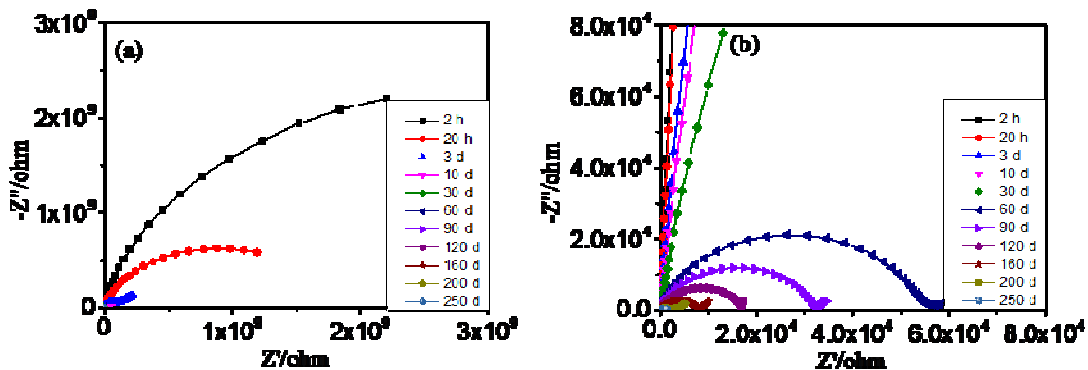 (a)
3x10⁹
2x10⁹
1x10⁹
0
-Z''/ohm
0
1x10⁹
2x10⁹
3x10⁹
Z'/ohm
2 h
20 h
3 d
10 d
30 d
60 d
90 d
120 d
160 d
200 d
250 d
(b)
8.0x10⁴
6.0x10⁴
4.0x10⁴
2.0x10⁴
0.0
-Z''/ohm
0.0
2.0x10⁴
4.0x10⁴
6.0x10⁴
8.0x10⁴
Z'/ohm
2 h
20 h
3 d
10 d
30 d
60 d
90 d
120 d
160 d
200 d
250 d